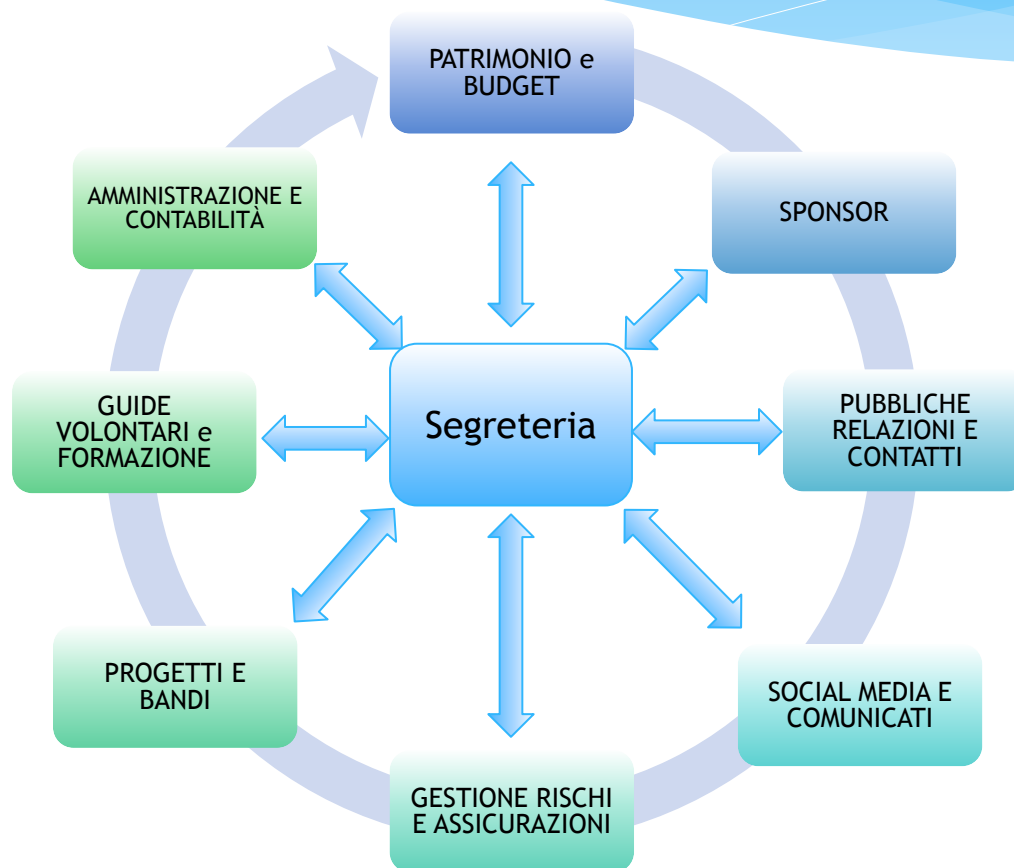 PATRIMONIO e
BUDGET
SPONSOR
PUBBLICHE
RELAZIONI E
CONTATTI
SOCIAL MEDIA E
COMUNICATI
GESTIONE RISCHI
E ASSICURAZIONI
PROGETTI E
BANDI
GUIDE
VOLONTARI e
FORMAZIONE
AMMINISTRAZIONE E
CONTABILITÀ
Segreteria